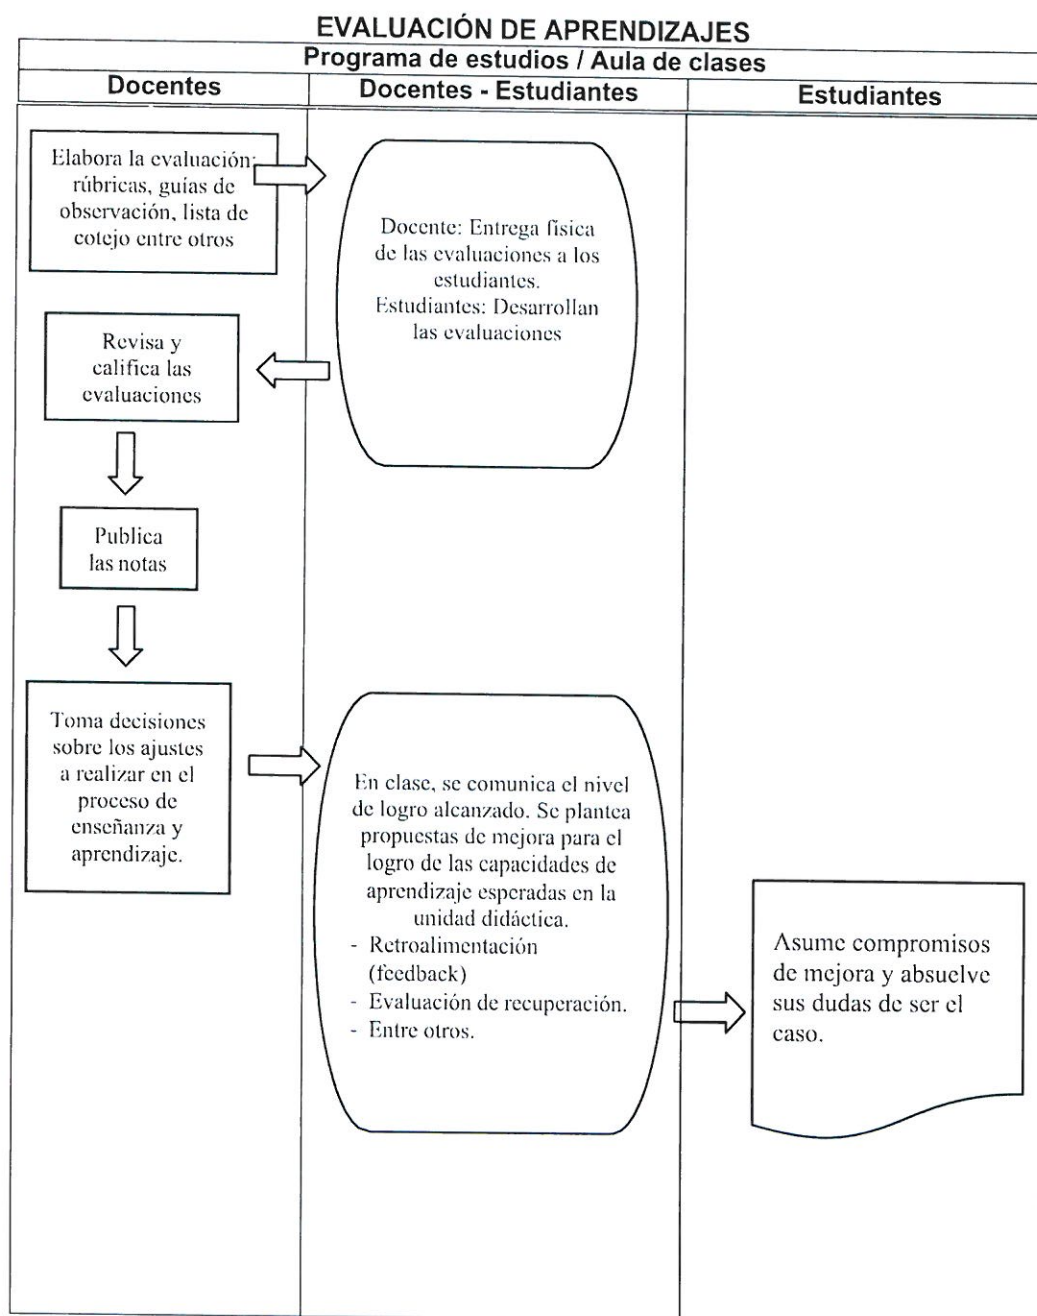 EVALUACIÓN DE APRENDIZAJES
Programa de estudios / Aula de clases
Docentes
Docentes - Estudiantes
Estudiantes
Elabora la evaluación:
rúbricas, guías de
observación, lista de
cotejo entre otros
Docente: Entrega física
de las evaluaciones a los
estudiantes.
Estudiantes: Desarrollan
las evaluaciones
Revisa y
califica las
evaluaciones
Publica
las notas
Toma decisiones
sobre los ajustes
a realizar en el
proceso de
enseñanza y
aprendizaje.
En clase, se comunica el nivel
de logro alcanzado. Se plantea
propuestas de mejora para el
logro de las capacidades de
aprendizaje esperadas en la
unidad didáctica.
- Retroalimentación
(feedback)
- Evaluación de recuperación.
- Entre otros.
Asume compromisos
de mejora y absuelve
sus dudas de ser el
caso.